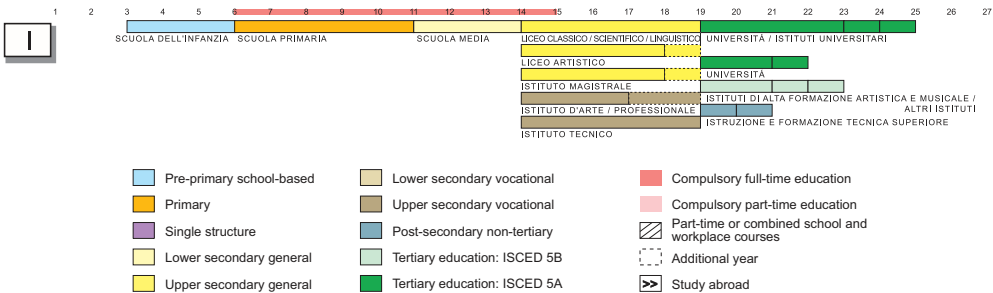 1 2 3 4 5 6 7 8 9 10 11 12 13 14 15 16 17 18 19 20 21 22 23 24 25 26 27
I
SCUOLA DELL'INFANZIA SCUOLA PRIMARIA SCUOLA MEDIA LICEO CLASSICO / SCIENTIFICO / LINGUISTICO UNIVERSITÀ / ISTITUTI UNIVERSITARI
LICEO ARTISTICO UNIVERSITÀ
ISTITUTO MAGISTRALE ISTITUTI DI ALTA FORMAZIONE ARTISTICA E MUSICALE /
ALTRI ISTITUTI
ISTITUTO D'ARTE / PROFESSIONALE ISTRUZIONE E FORMAZIONE TECNICA SUPERIORE
ISTITUTO TECNICO
Pre-primary school-based
Primary
Single structure
Lower secondary general
Upper secondary general
Lower secondary vocational
Upper secondary vocational
Post-secondary non-tertiary
Tertiary education: ISCED 5B
Tertiary education: ISCED 5A
Compulsory full-time education
Compulsory part-time education
Part-time or combined school and
workplace courses
Additional year
>> Study abroad